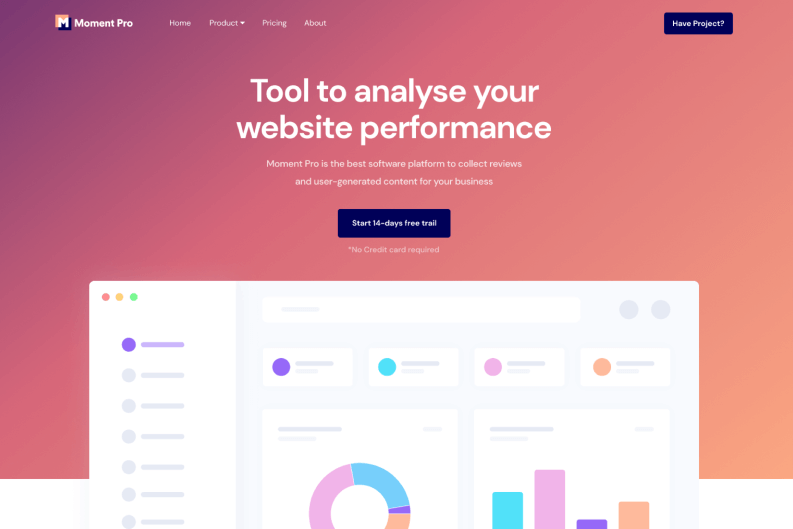 M Moment Pro
Home Product Pricing About
Have Project?
Tool to analyse your
website performance
Moment Pro is the best software platform to collect reviews
and user-generated content for your business
Start 14-days free trail
*No Credit card required